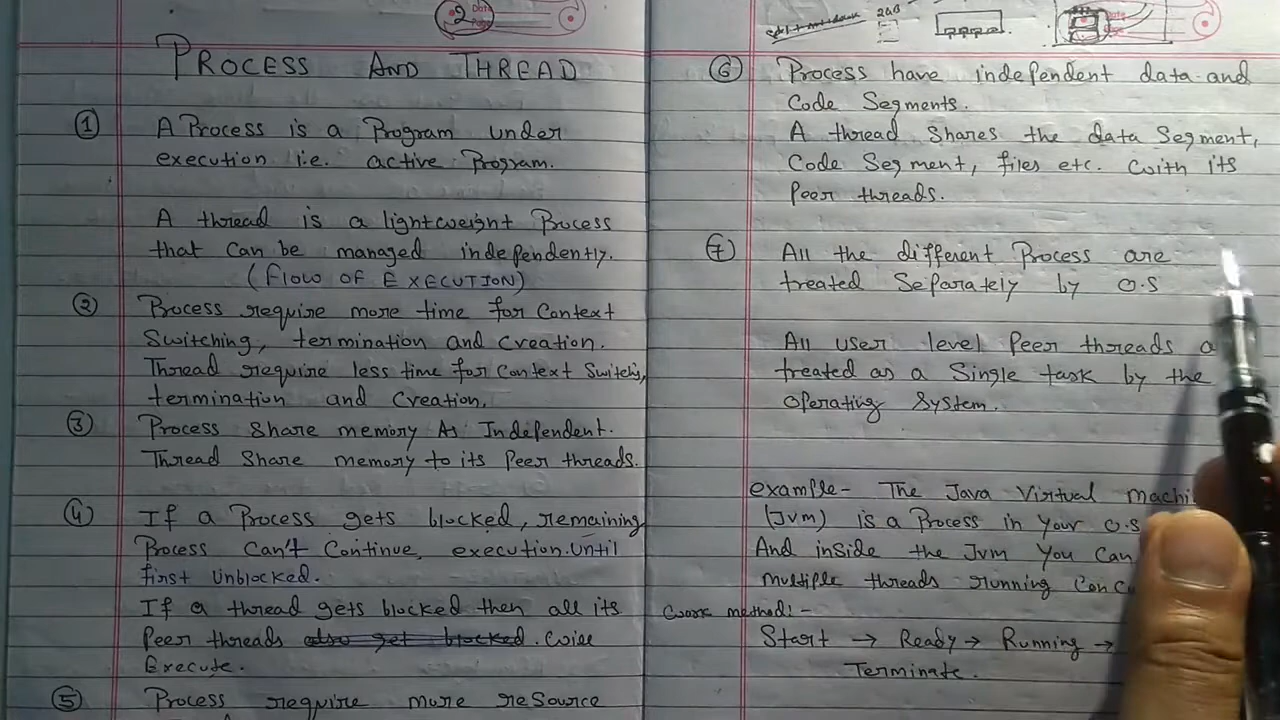 2
Date
Page
PROCESS AND THREAD
① A Process is a Program under
execution i.e. active Program.
A thread is a lightweight Process
that can be managed independently.
(FLOW OF EXECUTION)
② Process require more time for Context
Switching, termination and Creation.
Thread require less time for Context Switch,
termination and Creation.
③ Process Share memory As Independent.
Thread Share memory to its Peer threads.
④ If a Process gets blocked, remaining
Process Can't Continue execution. Until
first Unblocked.
If a thread gets blocked then all its
Peer threads also get blocked. will
Execute.
⑤ Process require more resource
2GB
⑥ Process have independent data and
Code Segments.
A thread Shares the data Segment,
Code Segment, files etc. with its
Peer threads.
⑦ All the different Process are
treated Separately by O.S
All user level Peer threads a
treated as a Single task by the
Operating System.
example- The Java Virtual machi
(Jvm) is a Process in your O.S
And inside the Jvm You Can
multiple threads running Conc
Work method:-
Start → Ready → Running →
Terminate.